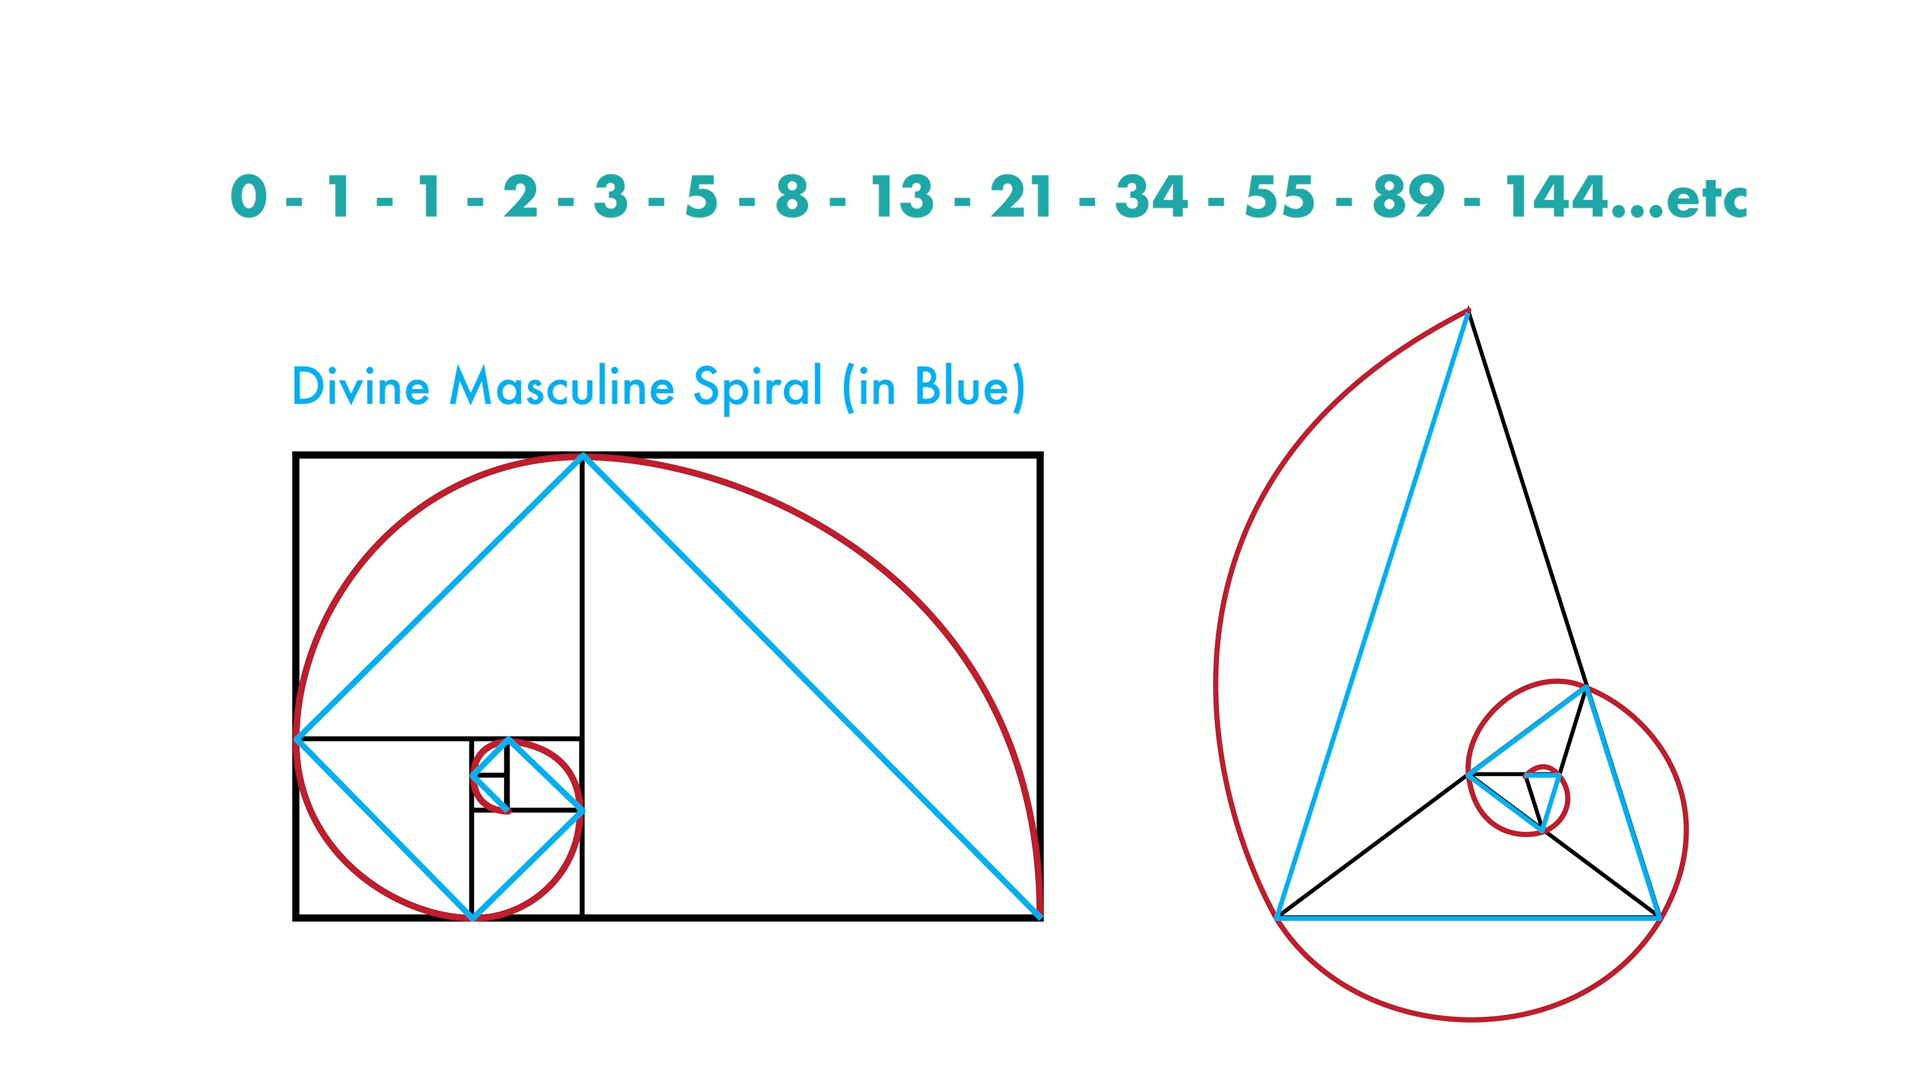 0 - 1 - 1 - 2 - 3 - 5 - 8 - 13 - 21 - 34 - 55 - 89 - 144...etc
Divine Masculine Spiral (in Blue)